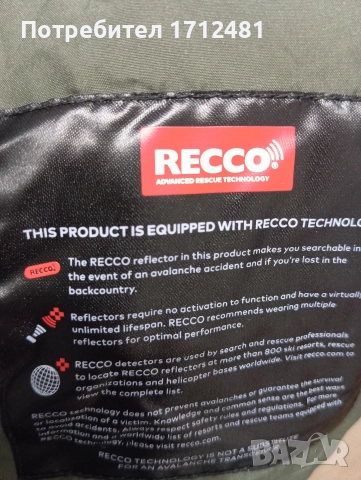 Потребител 1712481
RECCO®
ADVANCED RESCUE TECHNOLOGY
THIS PRODUCT IS EQUIPPED WITH RECCO TECHNOLO
RECCO
The RECCO reflector in this product makes you searchable in
the event of an avalanche accident and if you're lost in the
backcountry.
Reflectors require no activation to function and have a virtually
unlimited lifespan. RECCO recommends wearing multiple
reflectors for optimal performance.
RECCO detectors are used by search and rescue professionals
to locate RECCO reflectors at more than 800 ski resorts, rescue
organizations and helicopter bases worldwide. Visit recco.com to
view the complete list.
RECCO technology does not prevent avalanches or guarantee the survival
or location of a victim. Knowledge and common sense are the best ways
to avoid accidents. Always respect safety rules and regulations. For more
information and a worldwide list of resorts and rescue teams equipped with
RECCO technology, please visit recco.com.
RECCO TECHNOLOGY IS NOT A
FOR AN AVALANCHE
bazar